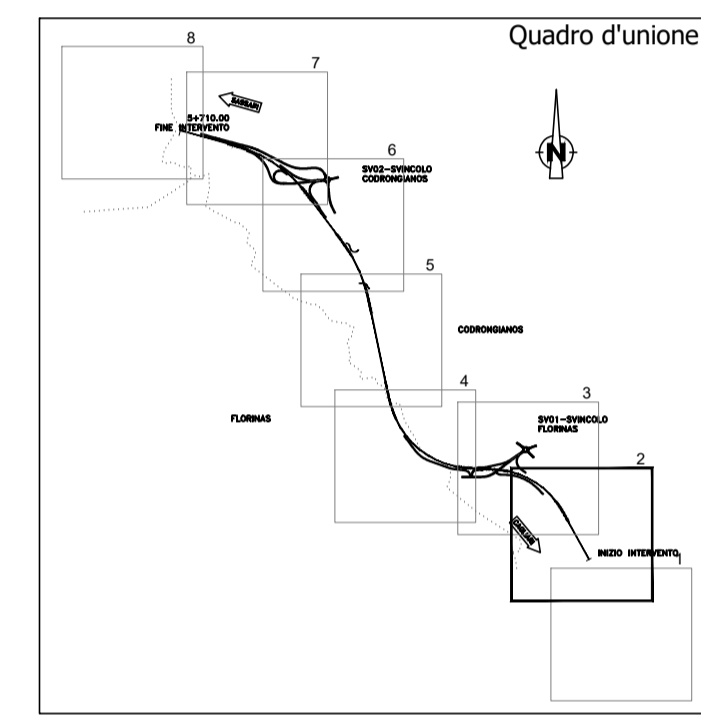 Quadro d'unione
8
7
SASSARI
5+710.00
FINE INTERVENTO
N
6
SV02-SVINCOLO
CODRONGIANOS
5
CODRONGIANOS
4
3
FLORINAS
SV01-SVINCOLO
FLORINAS
2
CAGLIARI
INIZIO INTERVENTO
1